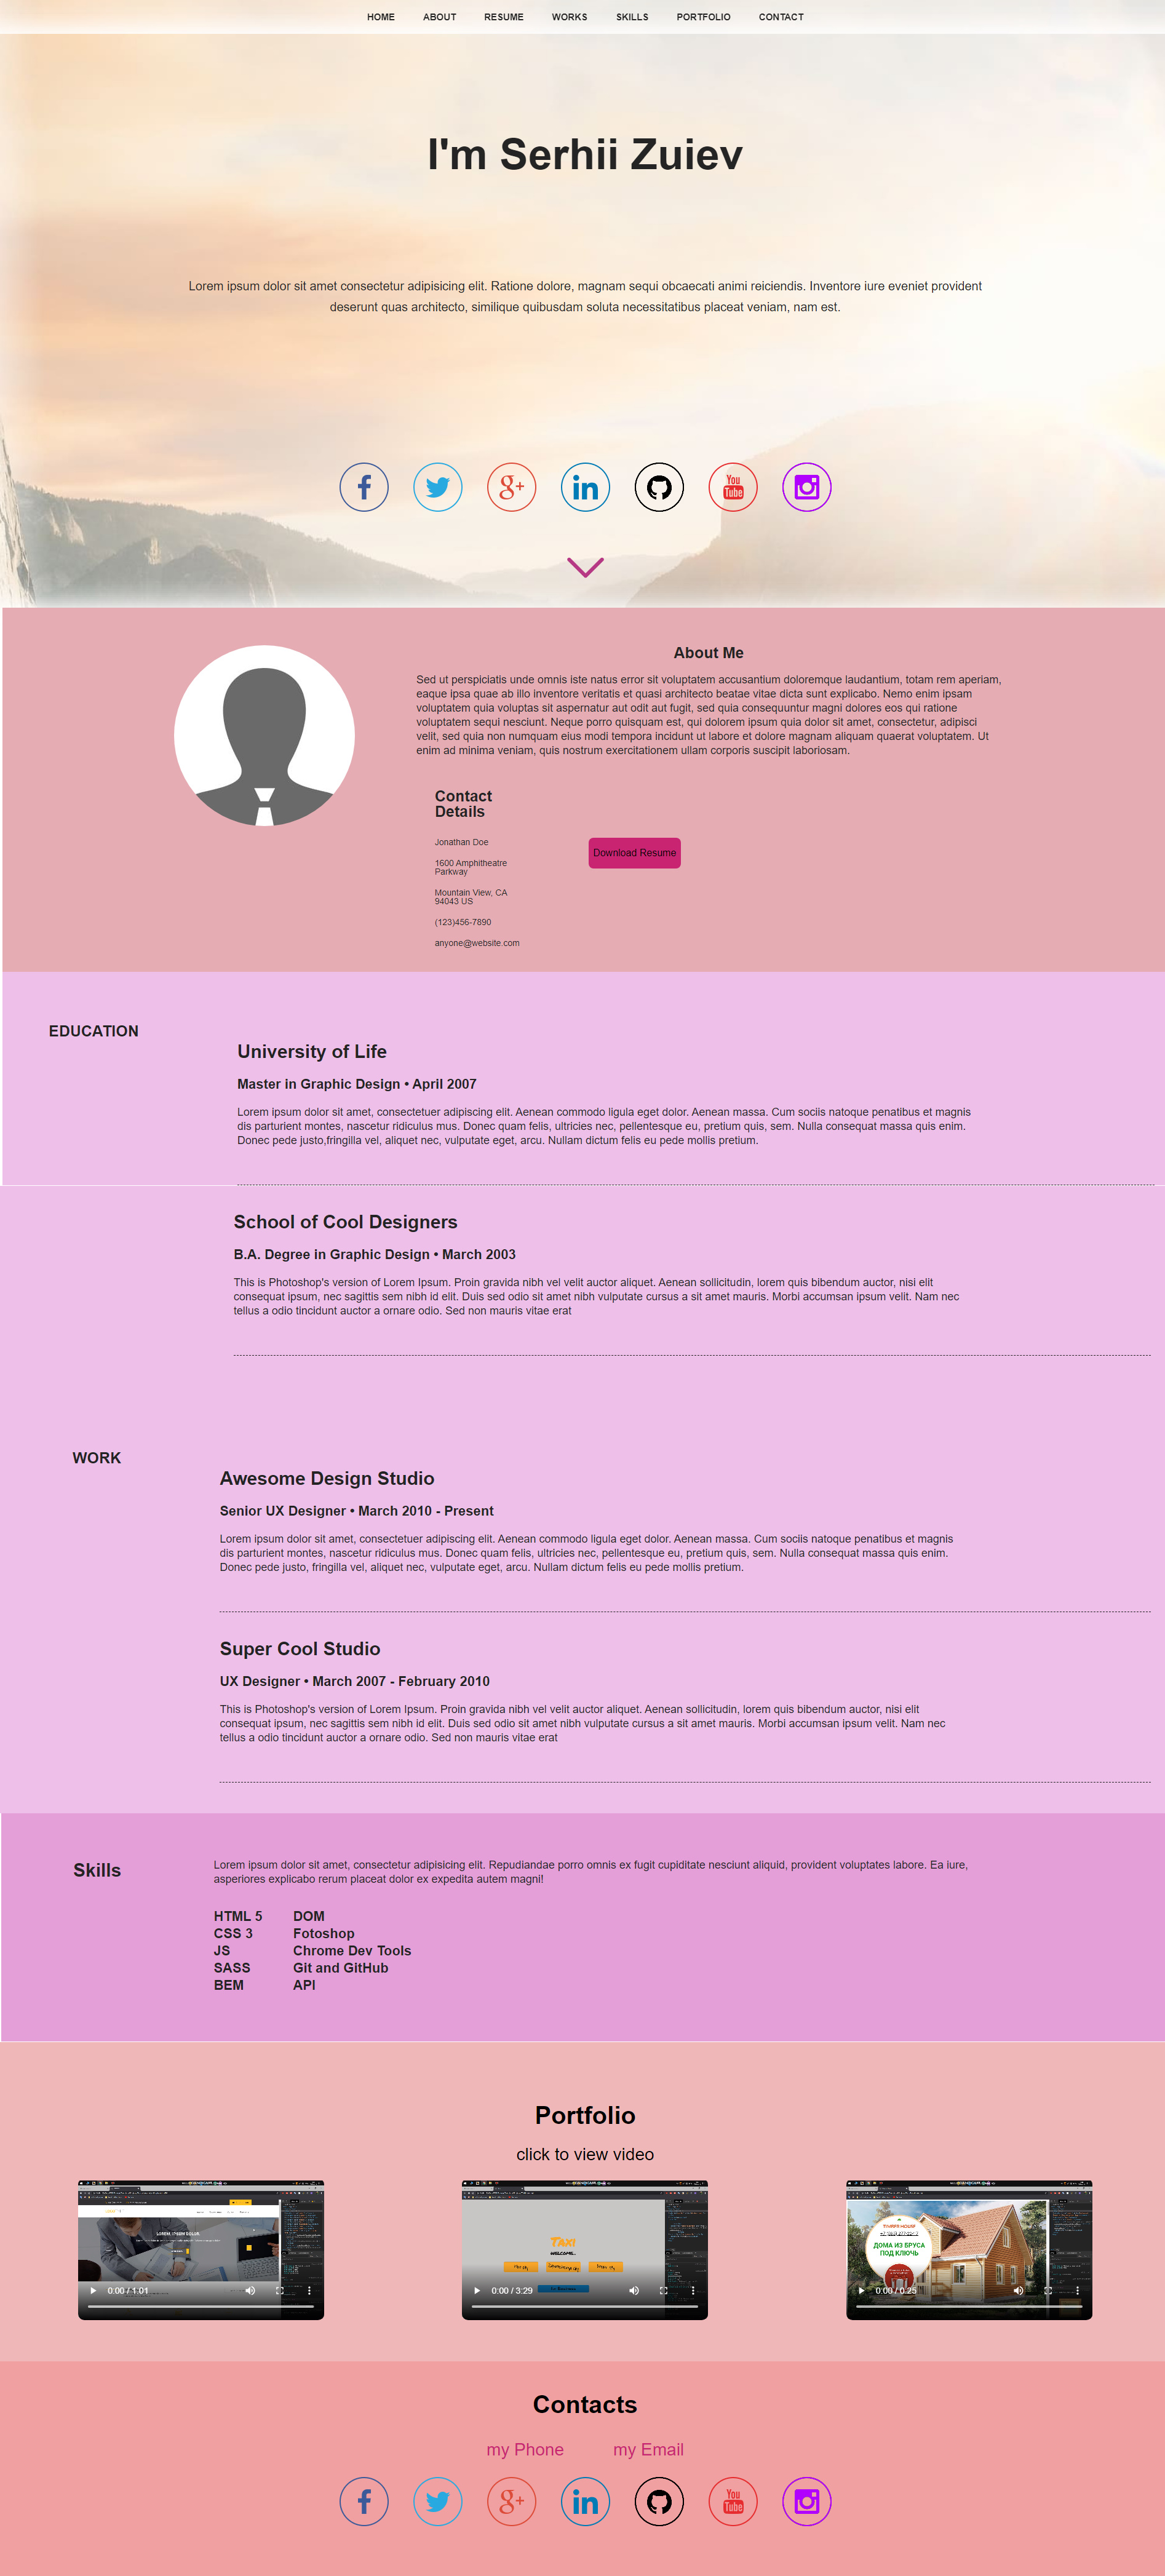 HOME ABOUT RESUME WORKS SKILLS PORTFOLIO CONTACT
I'm Serhii Zuiev
Lorem ipsum dolor sit amet consectetur adipisicing elit. Ratione dolore, magnam sequi obcaecati animi reiciendis. Inventore iure eveniet provident
deserunt quas architecto, similique quibusdam soluta necessitatibus placeat veniam, nam est.
f g+ in You Tube
About Me
Sed ut perspiciatis unde omnis iste natus error sit voluptatem accusantium doloremque laudantium, totam rem aperiam,
eaque ipsa quae ab illo inventore veritatis et quasi architecto beatae vitae dicta sunt explicabo. Nemo enim ipsam
voluptatem quia voluptas sit aspernatur aut odit aut fugit, sed quia consequuntur magni dolores eos qui ratione
voluptatem sequi nesciunt. Neque porro quisquam est, qui dolorem ipsum quia dolor sit amet, consectetur, adipisci
velit, sed quia non numquam eius modi tempora incidunt ut labore et dolore magnam aliquam quaerat voluptatem. Ut
enim ad minima veniam, quis nostrum exercitationem ullam corporis suscipit laboriosam.
Contact
Details
Jonathan Doe
1600 Amphitheatre
Parkway
Mountain View, CA
94043 US
(123)456-7890
anyone@website.com
Download Resume
EDUCATION
University of Life
Master in Graphic Design • April 2007
Lorem ipsum dolor sit amet, consectetuer adipiscing elit. Aenean commodo ligula eget dolor. Aenean massa. Cum sociis natoque penatibus et magnis
dis parturient montes, nascetur ridiculus mus. Donec quam felis, ultricies nec, pellentesque eu, pretium quis, sem. Nulla consequat massa quis enim.
Donec pede justo,fringilla vel, aliquet nec, vulputate eget, arcu. Nullam dictum felis eu pede mollis pretium.
School of Cool Designers
B.A. Degree in Graphic Design • March 2003
This is Photoshop's version of Lorem Ipsum. Proin gravida nibh vel velit auctor aliquet. Aenean sollicitudin, lorem quis bibendum auctor, nisi elit
consequat ipsum, nec sagittis sem nibh id elit. Duis sed odio sit amet nibh vulputate cursus a sit amet mauris. Morbi accumsan ipsum velit. Nam nec
tellus a odio tincidunt auctor a ornare odio. Sed non mauris vitae erat
WORK
Awesome Design Studio
Senior UX Designer • March 2010 - Present
Lorem ipsum dolor sit amet, consectetuer adipiscing elit. Aenean commodo ligula eget dolor. Aenean massa. Cum sociis natoque penatibus et magnis
dis parturient montes, nascetur ridiculus mus. Donec quam felis, ultricies nec, pellentesque eu, pretium quis, sem. Nulla consequat massa quis enim.
Donec pede justo, fringilla vel, aliquet nec, vulputate eget, arcu. Nullam dictum felis eu pede mollis pretium.
Super Cool Studio
UX Designer • March 2007 - February 2010
This is Photoshop's version of Lorem Ipsum. Proin gravida nibh vel velit auctor aliquet. Aenean sollicitudin, lorem quis bibendum auctor, nisi elit
consequat ipsum, nec sagittis sem nibh id elit. Duis sed odio sit amet nibh vulputate cursus a sit amet mauris. Morbi accumsan ipsum velit. Nam nec
tellus a odio tincidunt auctor a ornare odio. Sed non mauris vitae erat
Skills
Lorem ipsum dolor sit amet, consectetur adipisicing elit. Repudiandae porro omnis ex fugit cupiditate nesciunt aliquid, provident voluptates labore. Ea iure,
asperiores explicabo rerum placeat dolor ex expedita autem magni!
HTML 5 DOM
CSS 3 Fotoshop
JS Chrome Dev Tools
SASS Git and GitHub
BEM API
Portfolio
click to view video
LOREM, IPSUM DOLOR.
0:00 / 1:01
TAXI
WELCOME...
0:00 / 3:29
ДОМА ИЗ БРУСА
ПОД КЛЮЧЬ
0:00 / 0:25
Contacts
my Phone my Email
f g+ in You Tube